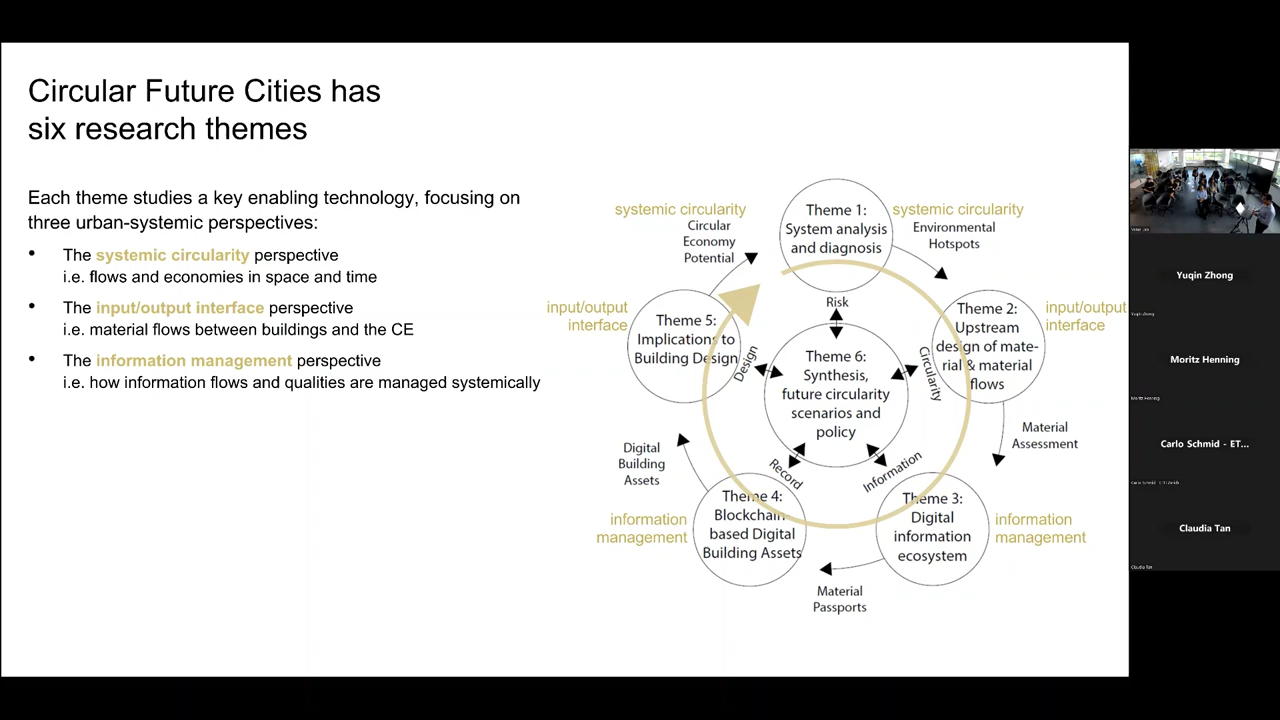 Circular Future Cities has
six research themes
Each theme studies a key enabling technology, focusing on
three urban-systemic perspectives:
• The systemic circularity perspective
i.e. flows and economies in space and time
• The input/output interface perspective
i.e. material flows between buildings and the CE
• The information management perspective
i.e. how information flows and qualities are managed systemically
systemic circularity
Circular
Economy
Potential
Theme 1:
System analysis
and diagnosis
systemic circularity
Environmental
Hotspots
input/output
interface
Theme 5:
Implications to
Building Design
Risk
Theme 2:
Upstream
design of mate-
rial & material
flows
input/output
interface
Design
Theme 6:
Synthesis,
future circularity
scenarios and
policy
Circularity
Digital
Building
Assets
Record
Information
Material
Assessment
information
management
Theme 4:
Blockchain-
based Digital
Building Assets
Theme 3:
Digital
information
ecosystem
information
management
Material
Passports
Yuqin Zhong
Yuqin Zhong
Moritz Henning
Moritz Henning
Carlo Schmid - ET...
Claudia Tan
Claudia Tan